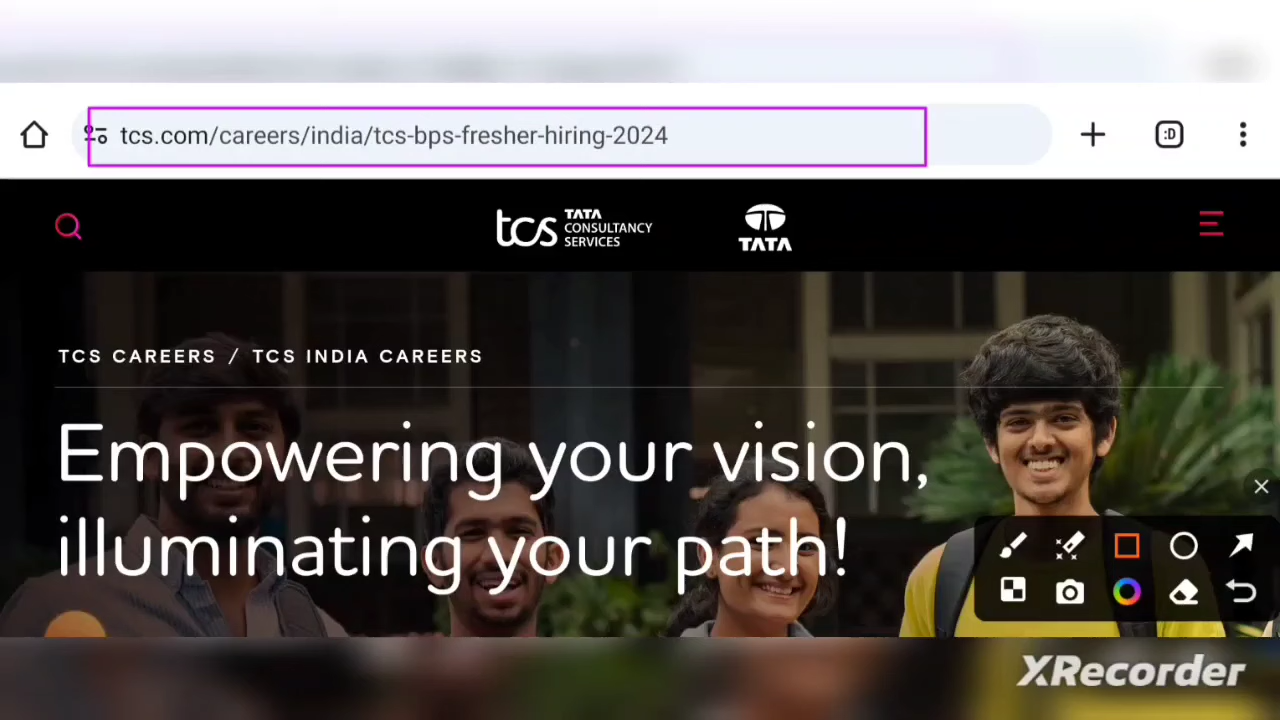 tcs.com/careers/india/tcs-bps-fresher-hiring-2024
:D
tcs TATA CONSULTANCY SERVICES
TATA
TCS CAREERS / TCS INDIA CAREERS
Empowering your vision,
illuminating your path!
XRecorder